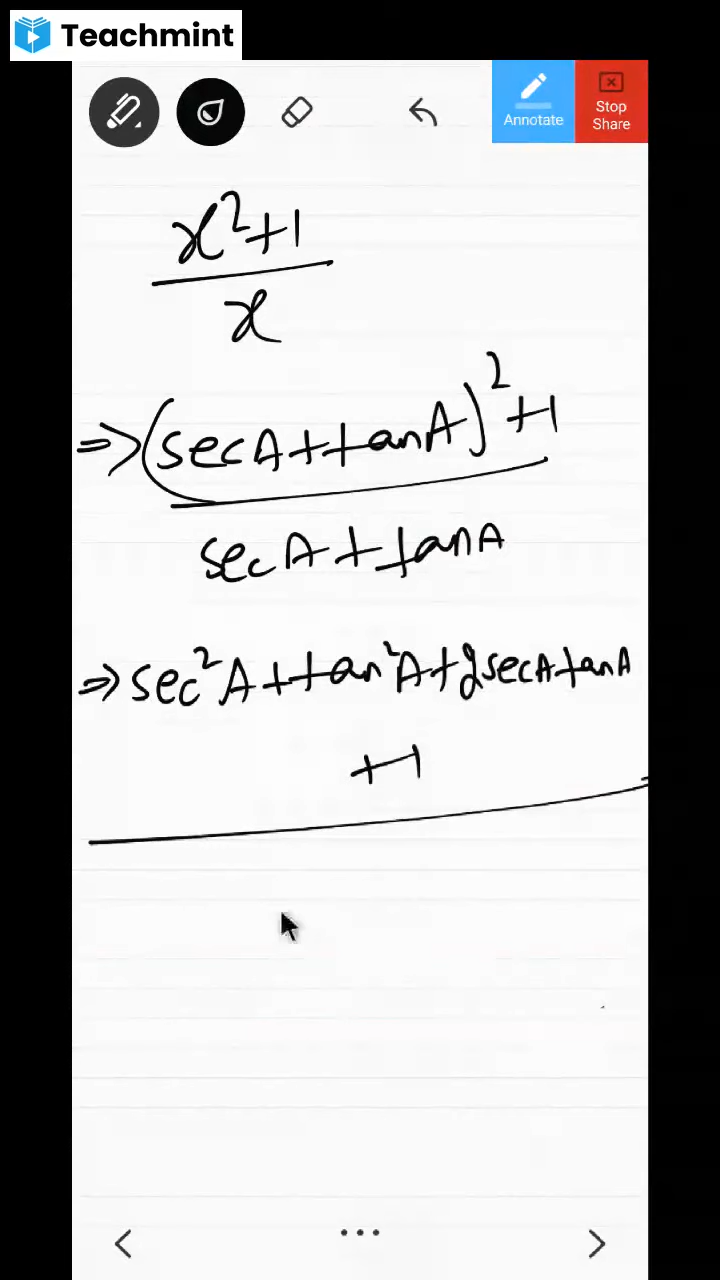 Teachmint
Annotate
Stop
Share
x²+1
x
⇒(secA+tanA)²+1
secA+tanA
⇒sec²A+tan²A+2secAtanA
+1